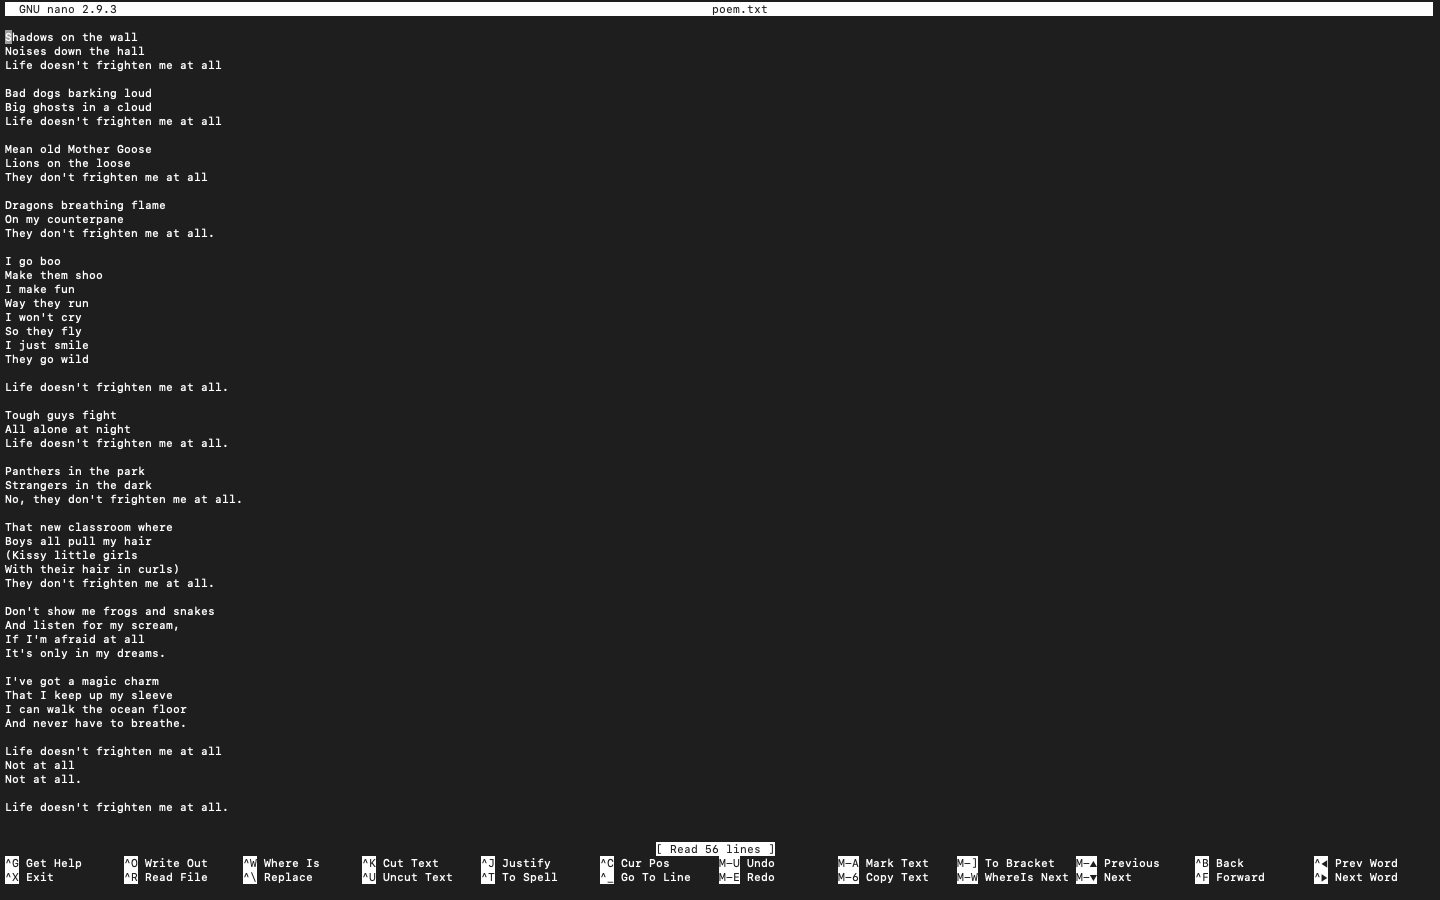 GNU nano 2.9.3 poem.txt
Shadows on the wall
Noises down the hall
Life doesn't frighten me at all
Bad dogs barking loud
Big ghosts in a cloud
Life doesn't frighten me at all
Mean old Mother Goose
Lions on the loose
They don't frighten me at all
Dragons breathing flame
On my counterpane
They don't frighten me at all.
I go boo
Make them shoo
I make fun
Way they run
I won't cry
So they fly
I just smile
They go wild
Life doesn't frighten me at all.
Tough guys fight
All alone at night
Life doesn't frighten me at all.
Panthers in the park
Strangers in the dark
No, they don't frighten me at all.
That new classroom where
Boys all pull my hair
(Kissy little girls
With their hair in curls)
They don't frighten me at all.
Don't show me frogs and snakes
And listen for my scream,
If I'm afraid at all
It's only in my dreams.
I've got a magic charm
That I keep up my sleeve
I can walk the ocean floor
And never have to breathe.
Life doesn't frighten me at all
Not at all
Not at all.
Life doesn't frighten me at all.
[ Read 56 lines ]
^G Get Help ^O Write Out ^W Where Is ^K Cut Text ^J Justify ^C Cur Pos M-U Undo M-A Mark Text M-] To Bracket M-▲ Previous ^B Back ^◀ Prev Word
^X Exit ^R Read File ^\ Replace ^U Uncut Text ^T To Spell ^_ Go To Line M-E Redo M-6 Copy Text M-W WhereIs Next M-▼ Next ^F Forward ^▶ Next Word